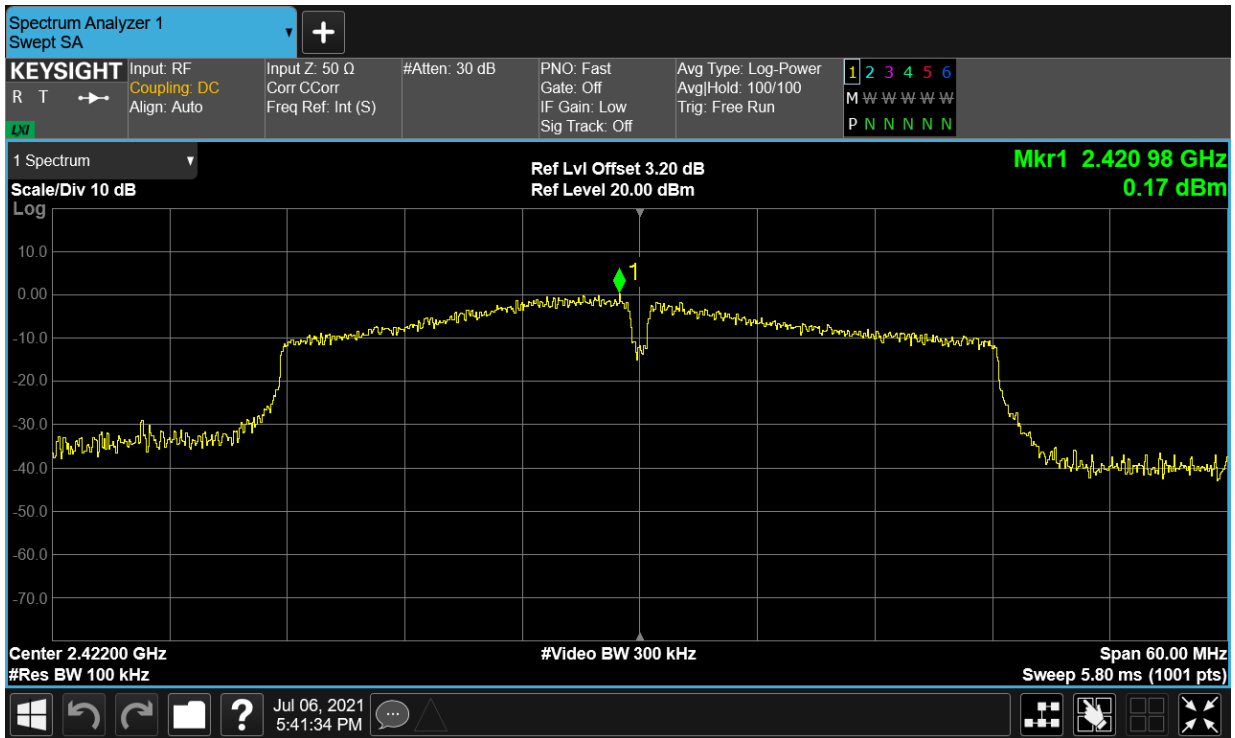 Spectrum Analyzer 1
Swept SA
KEYSIGHT
R T
LXI
Input: RF
Coupling: DC
Align: Auto
Input Z: 50 Ω
Corr CCorr
Freq Ref: Int (S)
#Atten: 30 dB
PNO: Fast
Gate: Off
IF Gain: Low
Sig Track: Off
Avg Type: Log-Power
Avg|Hold: 100/100
Trig: Free Run
1 2 3 4 5 6
M W W W W W
P N N N N N
1 Spectrum
Scale/Div 10 dB
Log
Ref Lvl Offset 3.20 dB
Ref Level 20.00 dBm
Mkr1 2.420 98 GHz
0.17 dBm
1
10.0
0.00
-10.0
-20.0
-30.0
-40.0
-50.0
-60.0
-70.0
Center 2.42200 GHz
#Res BW 100 kHz
#Video BW 300 kHz
Span 60.00 MHz
Sweep 5.80 ms (1001 pts)
?
Jul 06, 2021
5:41:34 PM